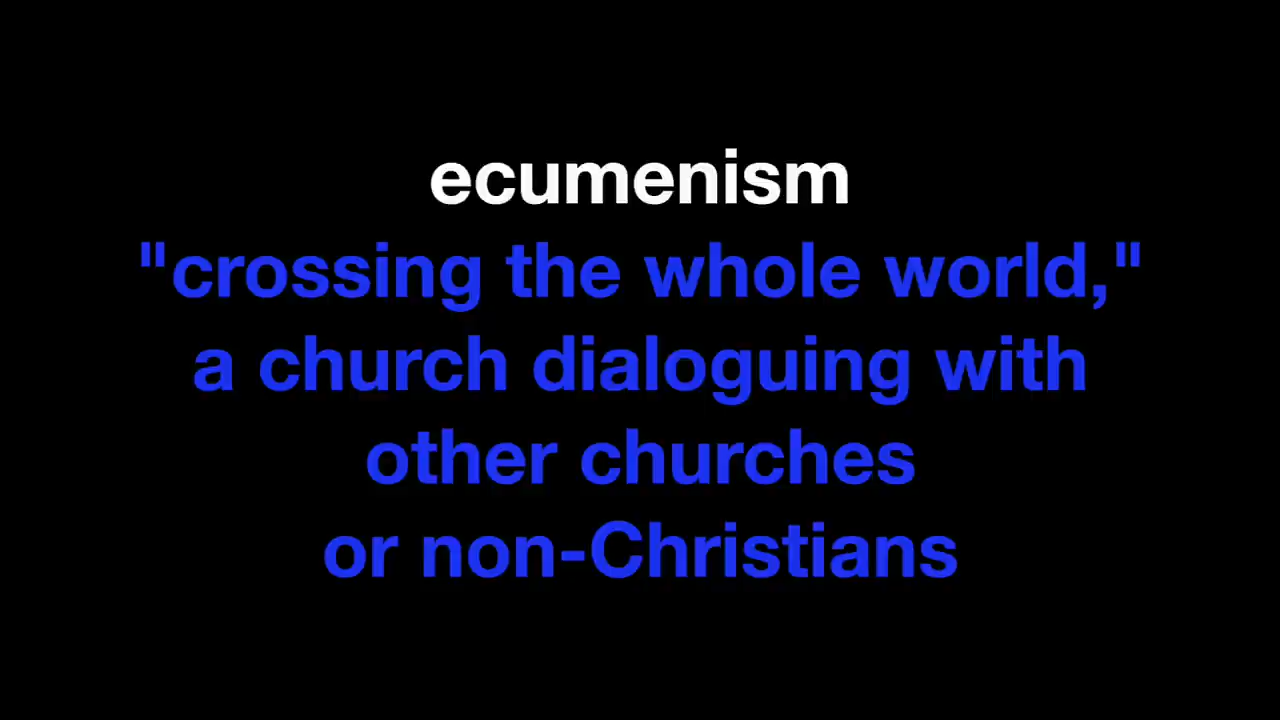 ecumenism
"crossing the whole world,"
a church dialoguing with
other churches
or non-Christians